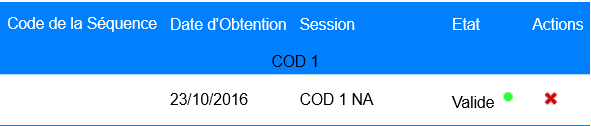 Code de la Séquence Date d'Obtention Session Etat Actions
COD 1
23/10/2016 COD 1 NA Valide